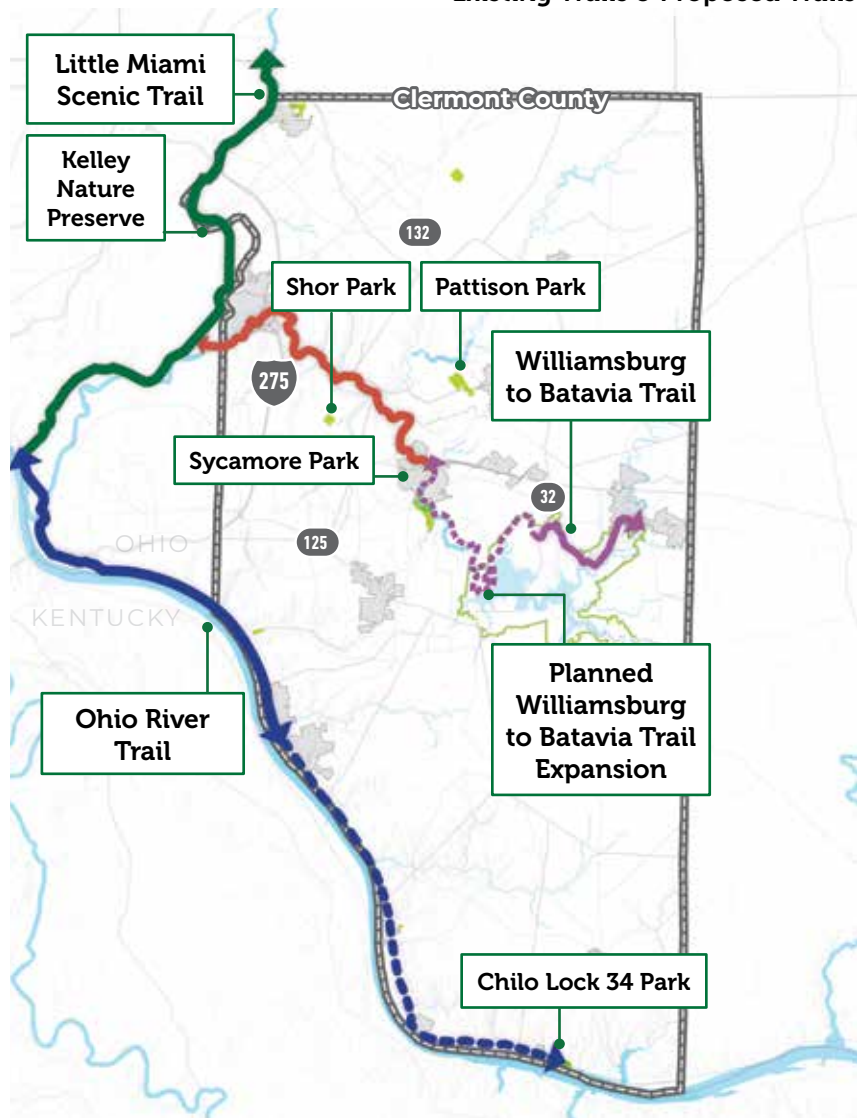 Little Miami
Scenic Trail
Clermont County
Kelley
Nature
Preserve
132
Shor Park
Pattison Park
275
Williamsburg
to Batavia Trail
Sycamore Park
32
125
OHIO
KENTUCKY
Ohio River
Trail
Planned
Williamsburg
to Batavia Trail
Expansion
Chilo Lock 34 Park